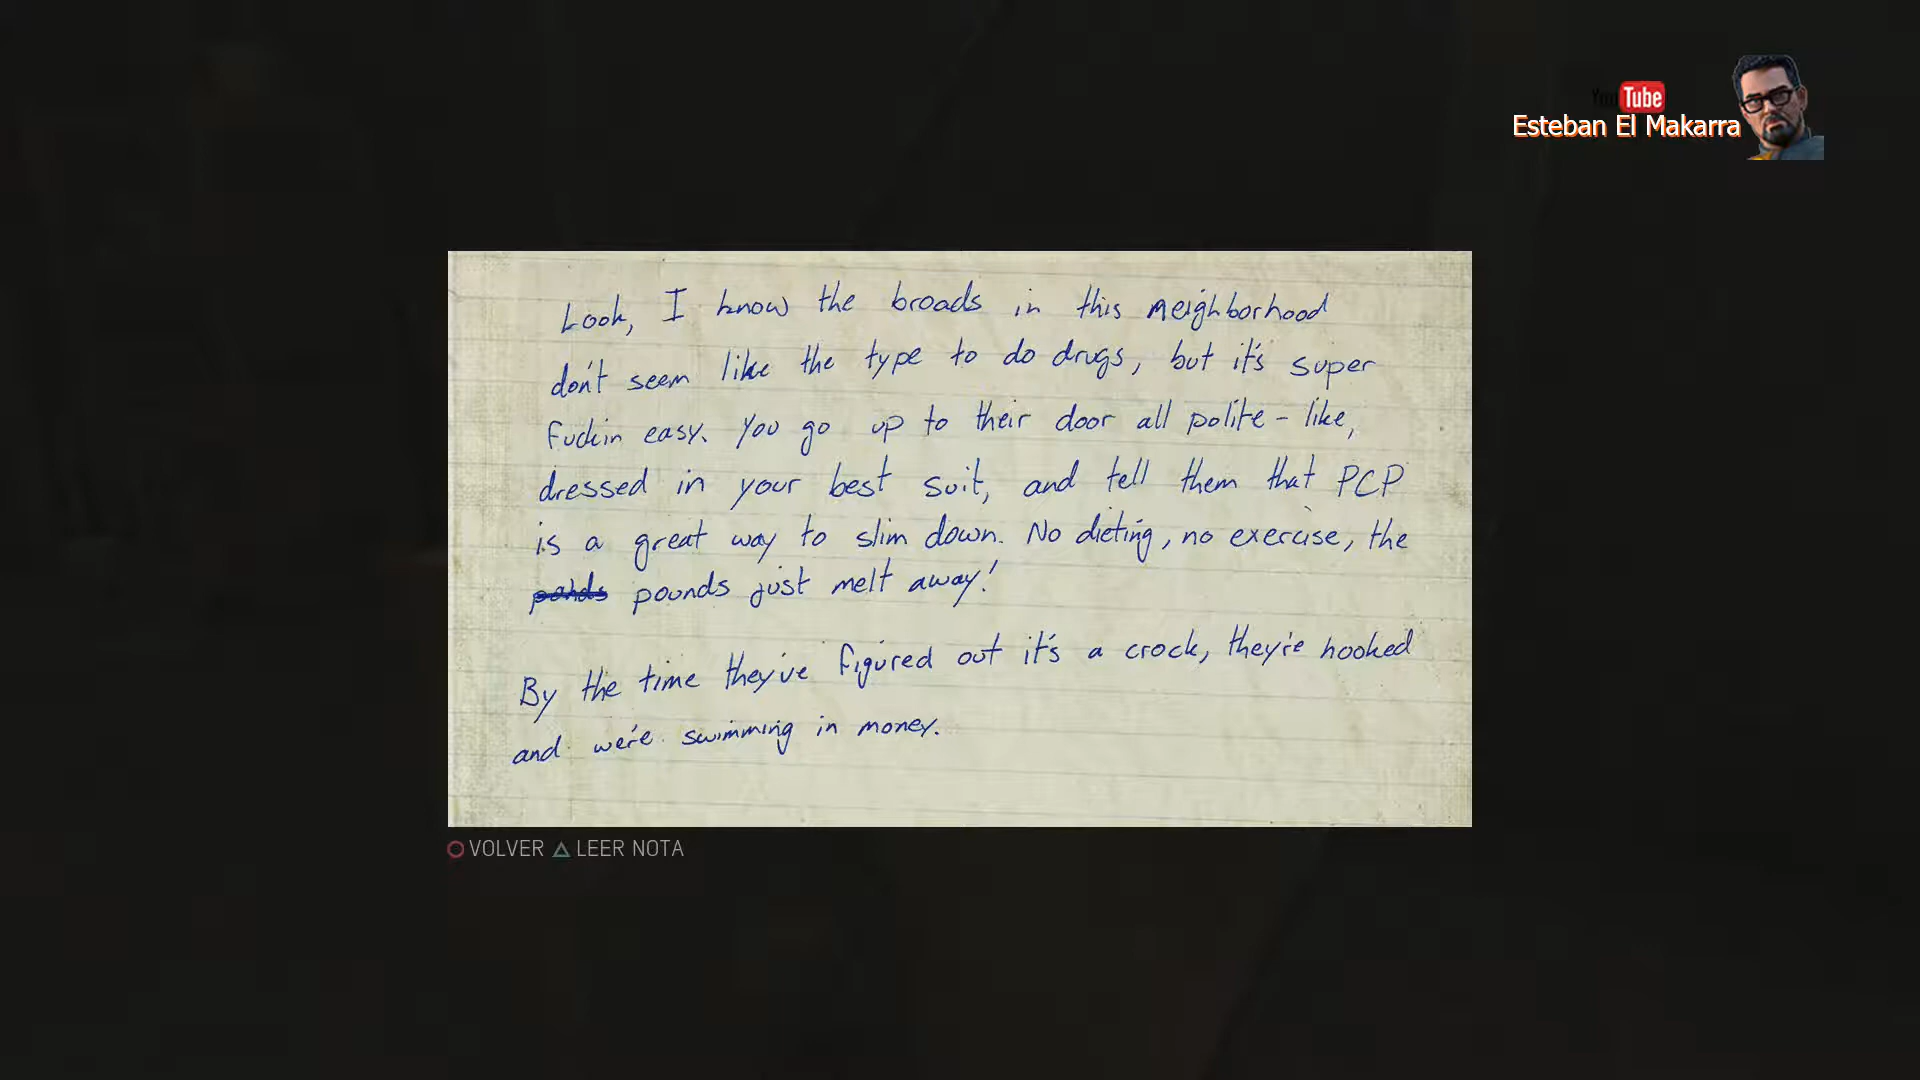 YouTube
Esteban El Makarra
Look, I know the broads in this neighborhood
don't seem like the type to do drugs, but it's super
fuckin easy. You go up to their door all polite-like,
dressed in your best suit, and tell them that PCP
is a great way to slim down. No dieting, no exercise, the
pounds just melt away!
By the time they've figured out it's a crock, they're hooked
and we're swimming in money.
VOLVER LEER NOTA